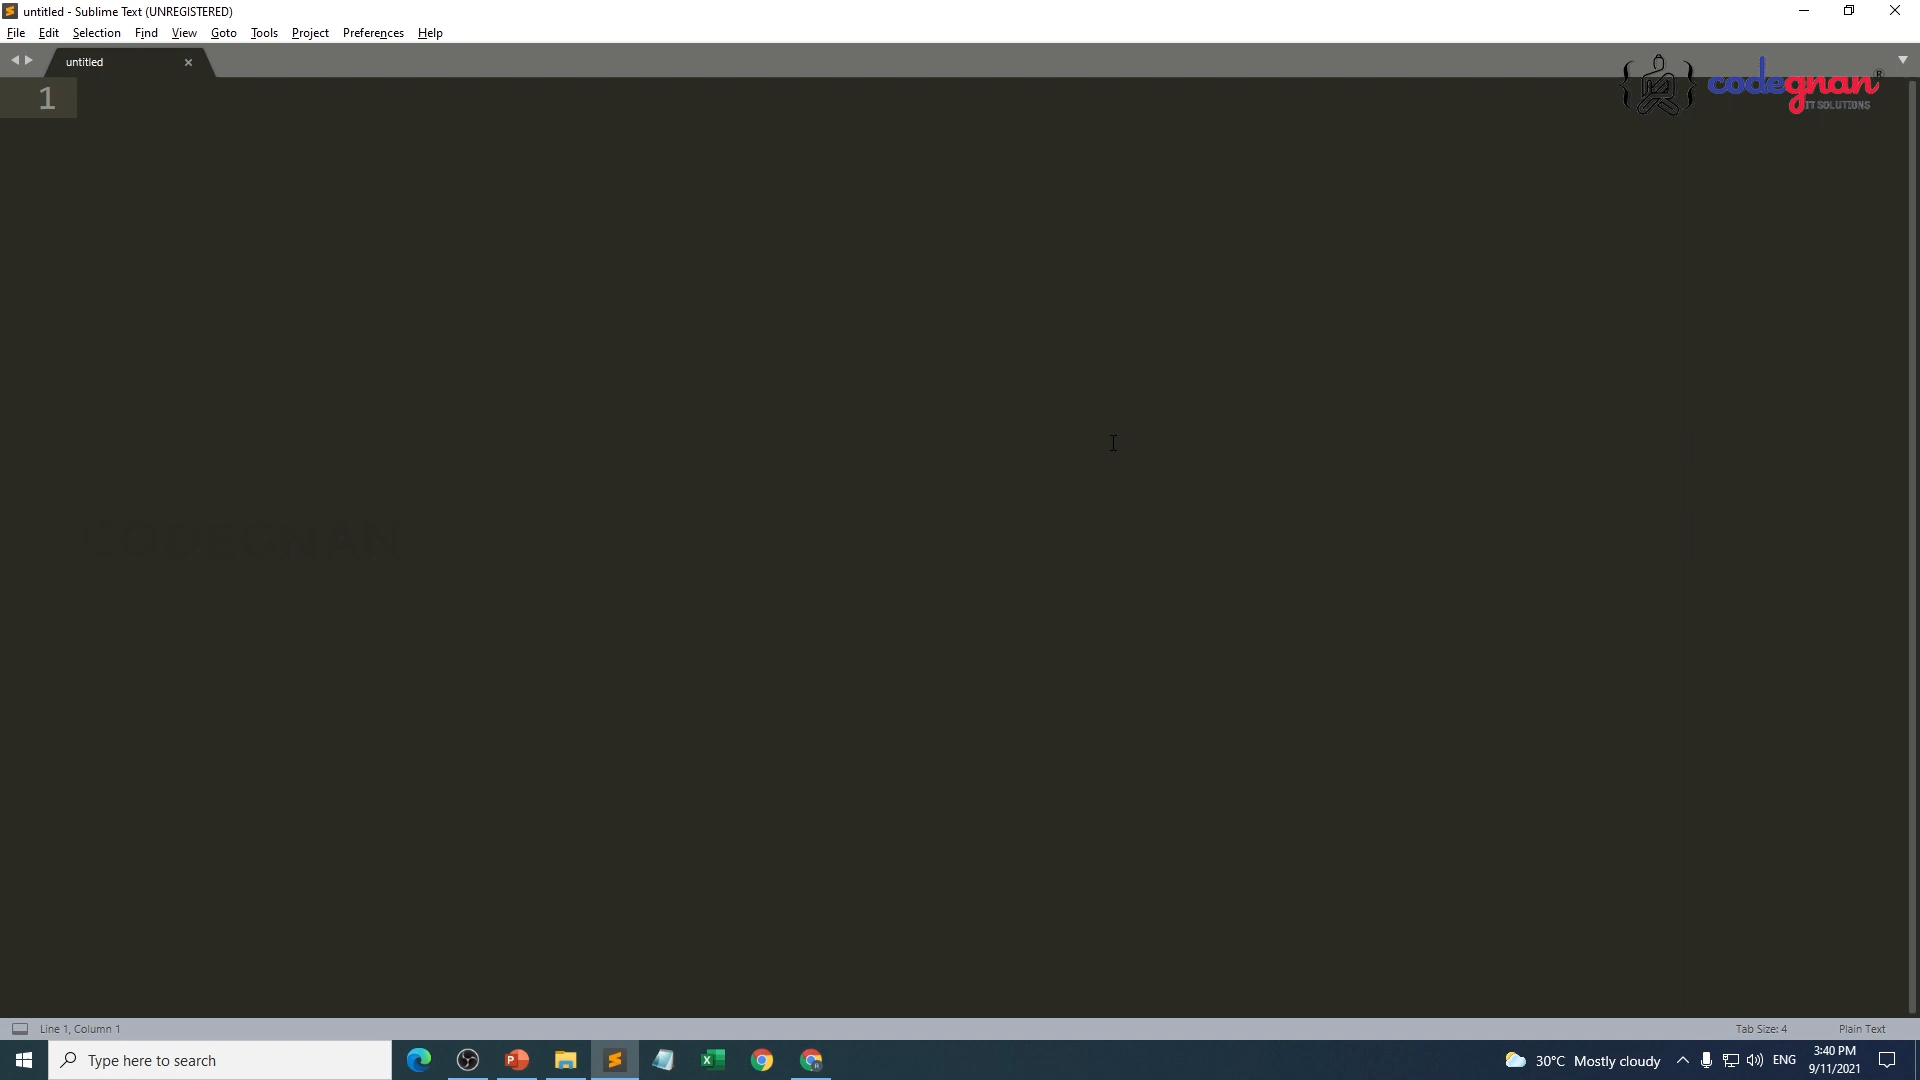 untitled - Sublime Text (UNREGISTERED)
File Edit Selection Find View Goto Tools Project Preferences Help
untitled
codegnan®
IT SOLUTIONS
1
CODEGNAN
Line 1, Column 1
Tab Size: 4
Plain Text
Type here to search
30°C Mostly cloudy
ENG
3:40 PM
9/11/2021